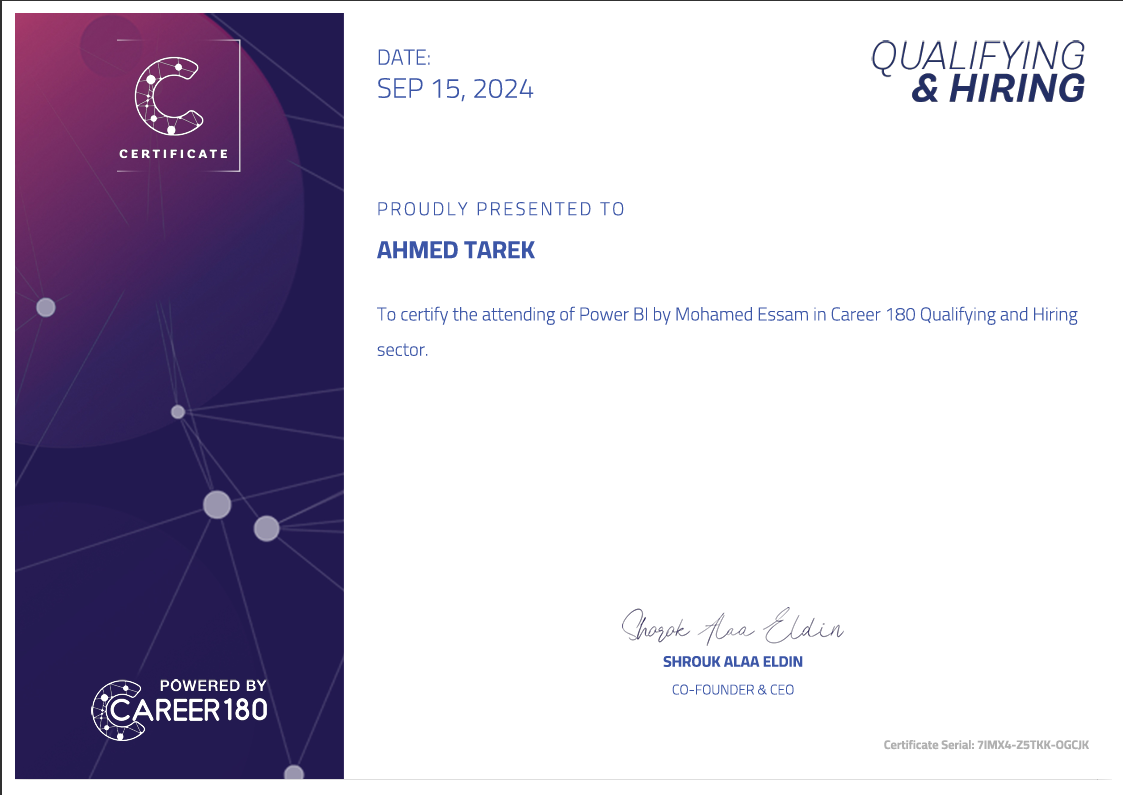 CERTIFICATE
POWERED BY
CAREER180
DATE:
SEP 15, 2024
QUALIFYING
& HIRING
PROUDLY PRESENTED TO
AHMED TAREK
To certify the attending of Power BI by Mohamed Essam in Career 180 Qualifying and Hiring
sector.
Shorok Alaa Eldin
SHROUK ALAA ELDIN
CO-FOUNDER & CEO
Certificate Serial: 7IMX4-Z5TKK-OGCJK